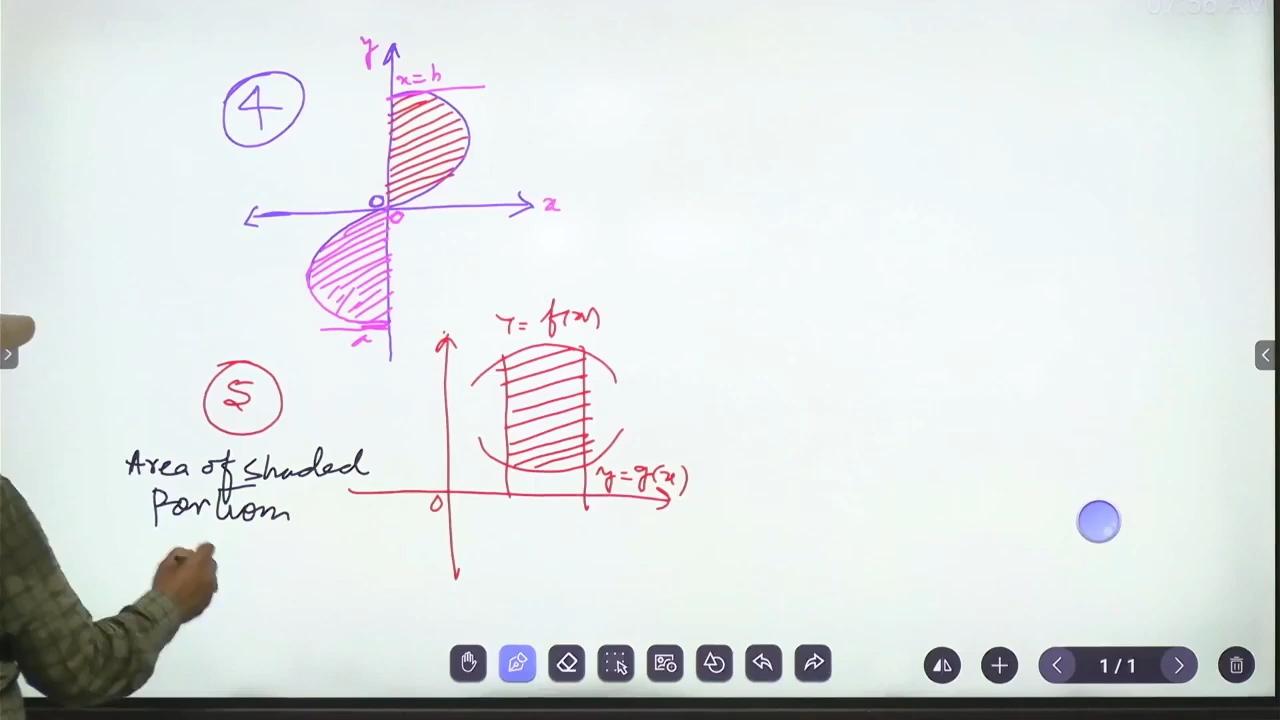 4
y
x=b
O
O
x
a
5
Y= f(x)
Area of shaded
Portion
y=g(x)
O
1/1